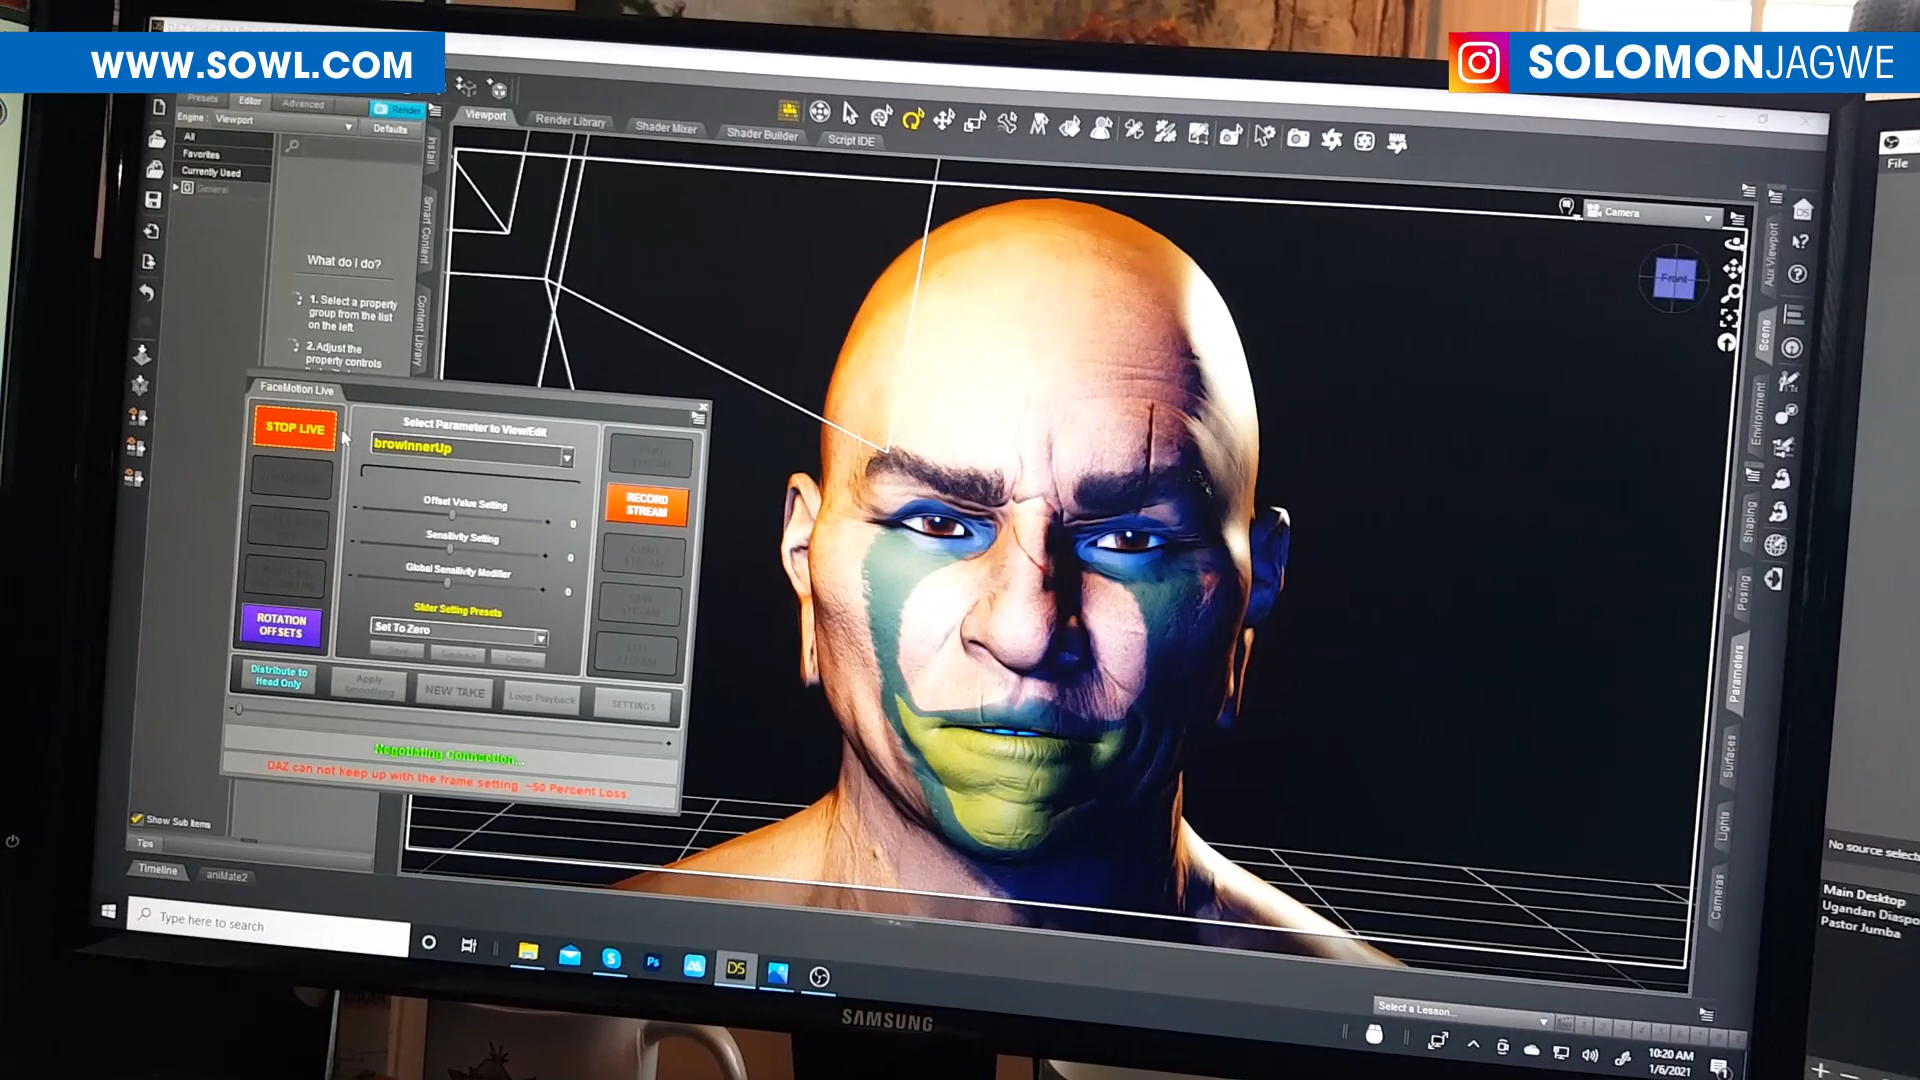 WWW.SOWL.COM
SOLOMONJAGWE
Presets
Editor
Advanced
Render
Engine :
Viewport
Defaults
All
Favorites
Currently Used
General
Viewport
Render Library
Shader Mixer
Shader Builder
Script IDE
Install
Smart Content
Content Library
What do I do?
1. Select a property
group from the list
on the left.
2. Adjust the
property controls
Camera
Front
Aux Viewport
Scene
Environment
Shaping
Posing
Parameters
Surfaces
Lights
Cameras
File
FaceMotion Live
STOP LIVE
Select Parameter to View/Edit
browInnerUp
Offset Value Setting
0
Sensitivity Setting
0
Global Sensitivity Modifier
0
Slider Setting Presets
Set To Zero
RECORD
STREAM
ROTATION
OFFSETS
Distribute to
Head Only
Apply
Smoothing
NEW TAKE
Loop Playback
SETTINGS
Negotiating Connection...
DAZ can not keep up with the frame setting. ~50 Percent Loss.
Show Sub Items
Tips
Timeline
aniMate2
Type here to search
Ps
DS
Select a Lesson...
No source select
Main Desktop
Ugandan Diaspo
Pastor Jumba
10:20 AM
1/6/2021
SAMSUNG